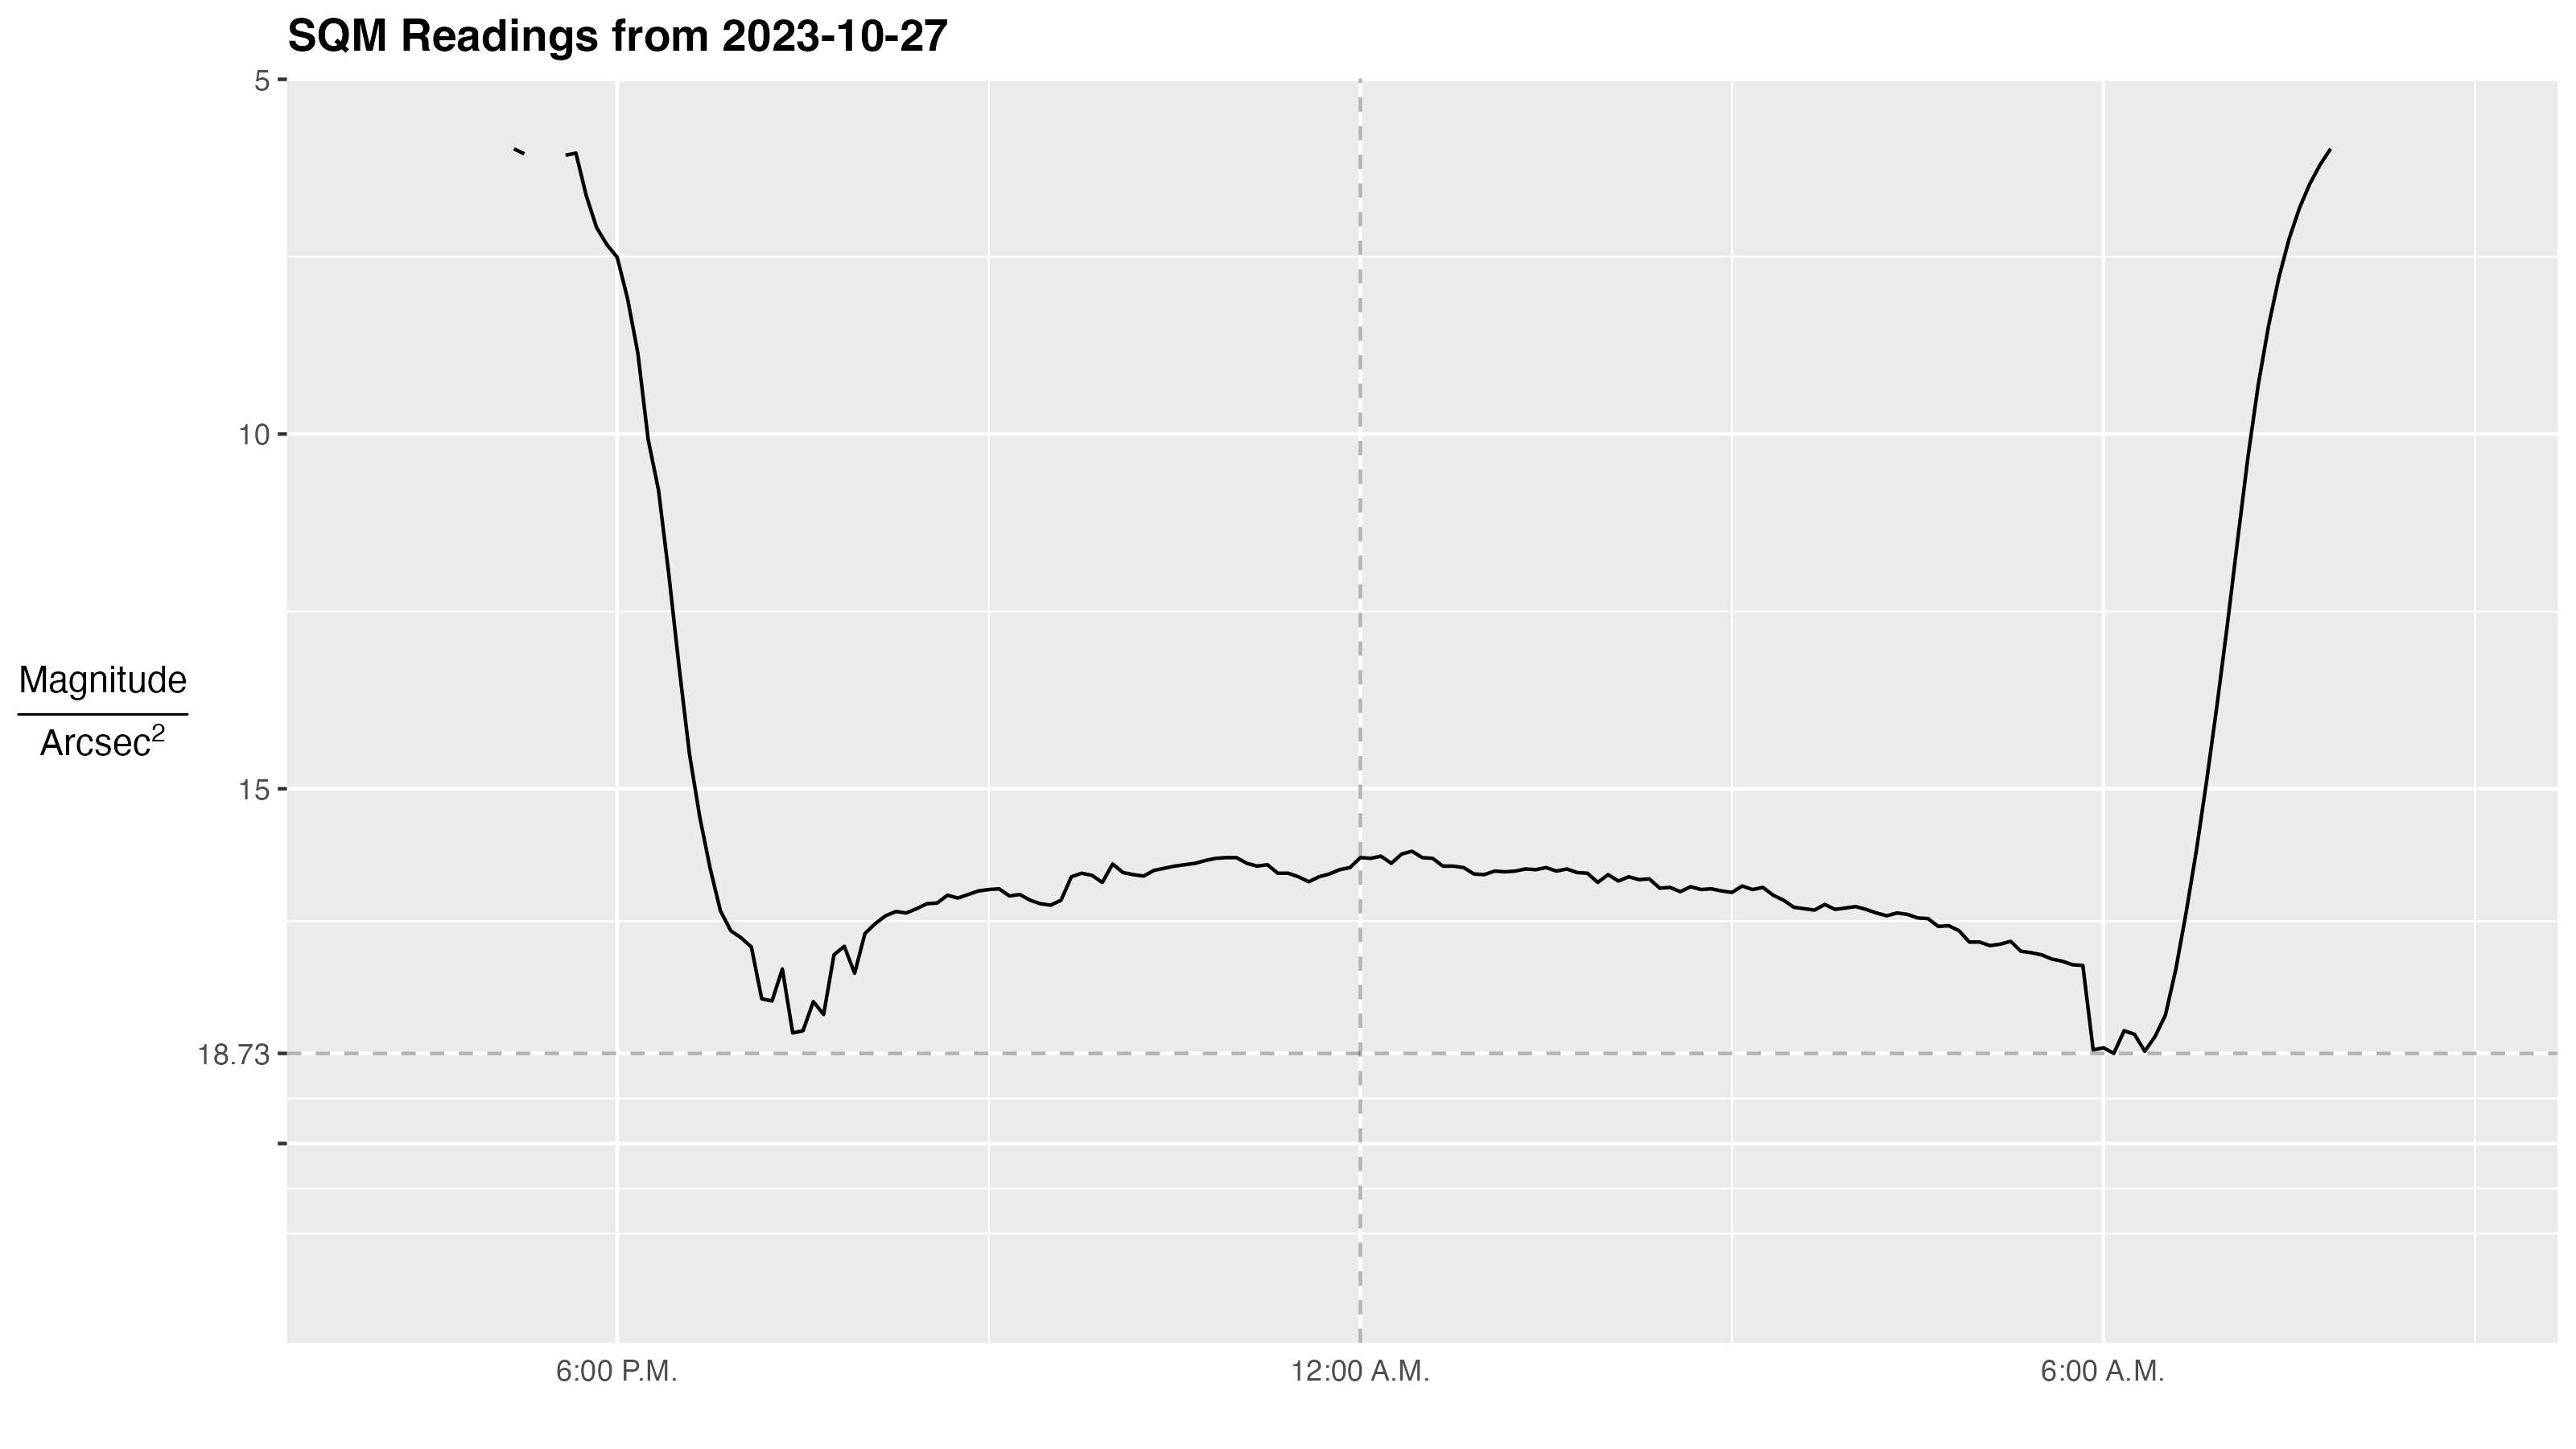 SQM Readings from 2023-10-27
5
10
Magnitude
Arcsec²
15
18.73
6:00 P.M.
12:00 A.M.
6:00 A.M.